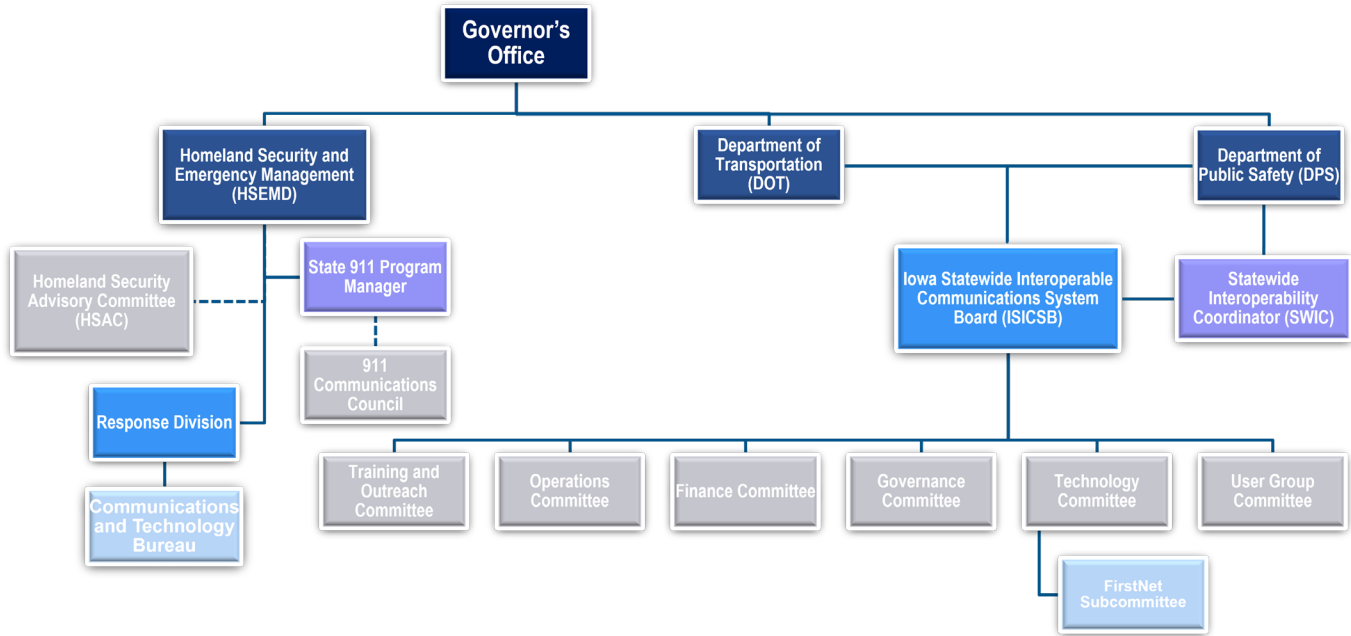 Governor’s
Office
Homeland Security and
Emergency Management
(HSEMD)
Department of
Transportation
(DOT)
Department of
Public Safety (DPS)
Homeland Security
Advisory Committee
(HSAC)
State 911 Program
Manager
Iowa Statewide Interoperable
Communications System
Board (ISICSB)
Statewide
Interoperability
Coordinator (SWIC)
911
Communications
Council
Response Division
Communications
and Technology
Bureau
Training and
Outreach
Committee
Operations
Committee
Finance Committee
Governance
Committee
Technology
Committee
User Group
Committee
FirstNet
Subcommittee